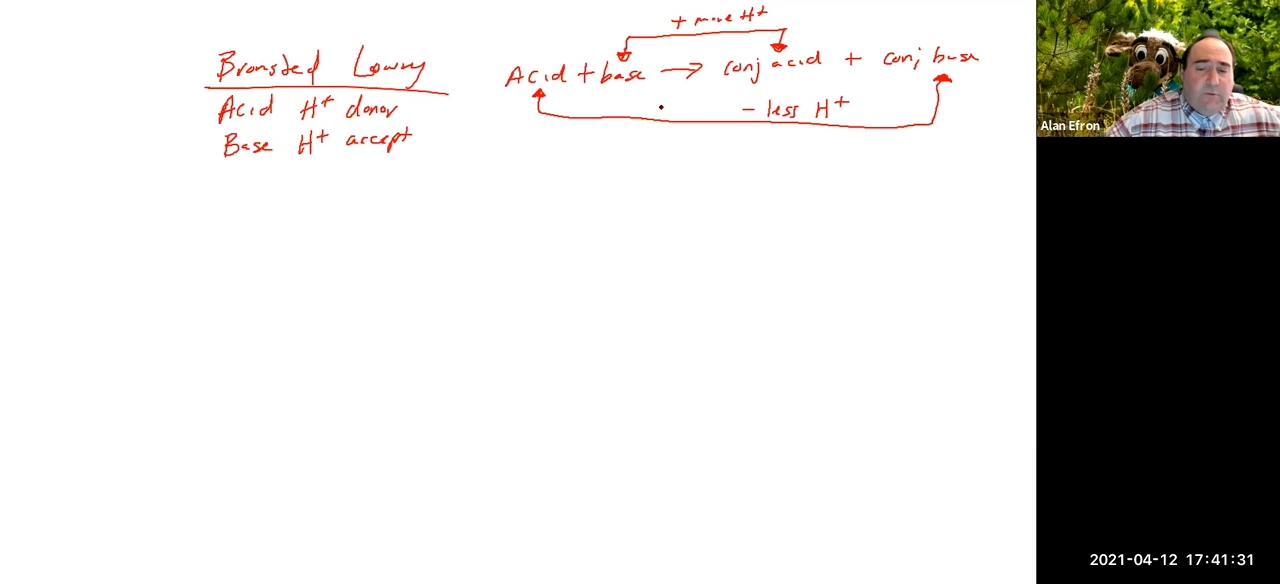 + more H+
Bronsted Lowry
Acid + base → conj acid + conj base
Acid H+ donor
- less H+
Base H+ accept
Alan Efron
2021-04-12 17:41:31